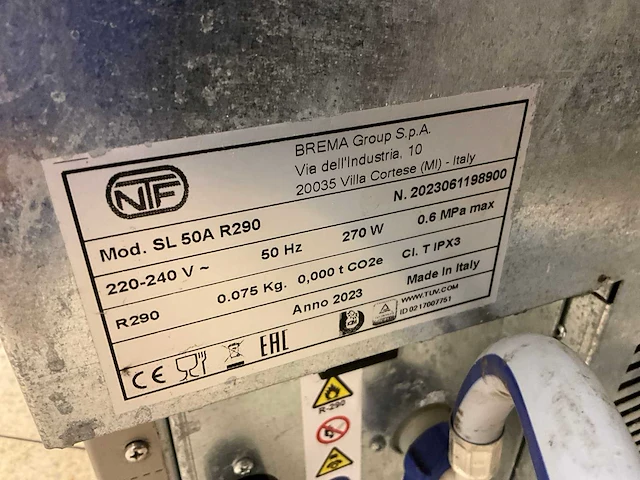 NTF
BREMA Group S.p.A.
Via dell'Industria, 10
20035 Villa Cortese (MI) - Italy
Mod. SL 50A R290
N. 2023061198900
220-240 V ~ 50 Hz 270 W 0.6 MPa max
R290 0.075 Kg. 0,000 t CO2e Cl. T IPX3
Anno 2023 Made in Italy
CE EAC
WWW.TUV.COM
ID 0217007751
R-290